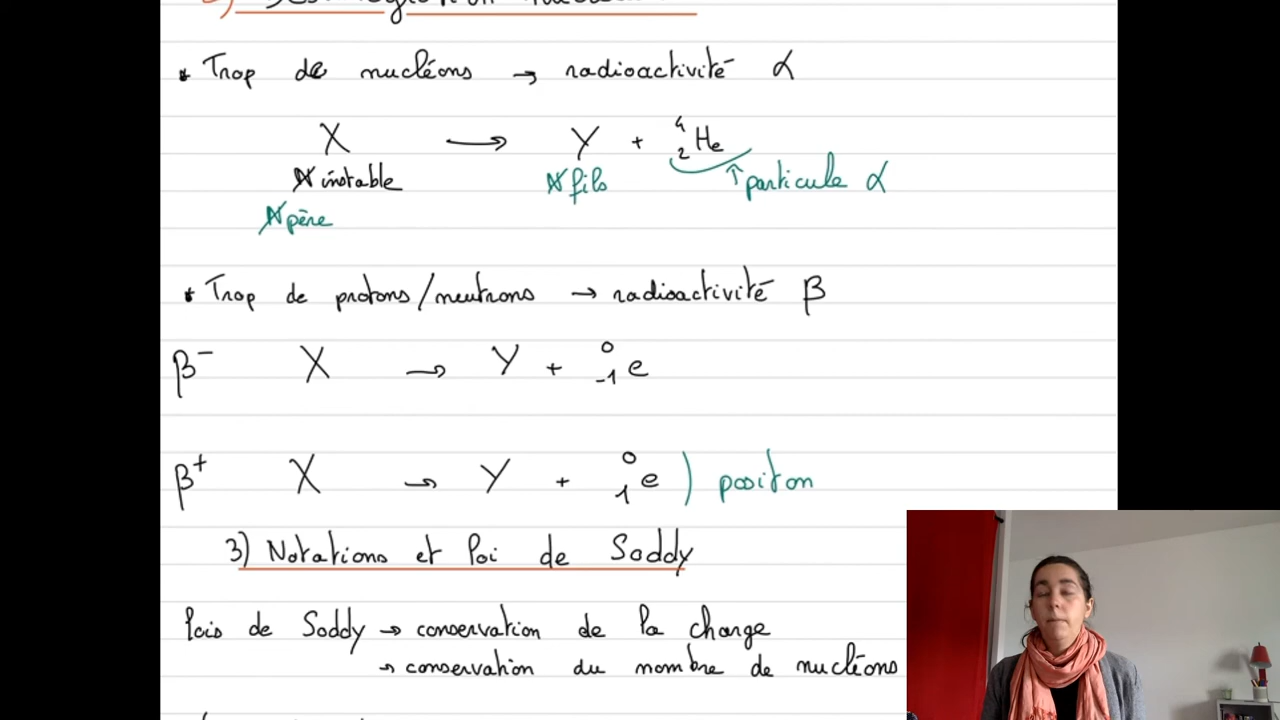 * Trop de nucléons → radioactivité α
X → Y + ⁴₂He
N instable N fils ↑ particule α
N père
* Trop de protons/neutrons → radioactivité β
β⁻ X → Y + ⁰₋₁e
β⁺ X → Y + ⁰₁e ) positon
3) Notations et loi de Soddy
lois de Soddy → conservation de la charge
→ conservation du nombre de nucléons